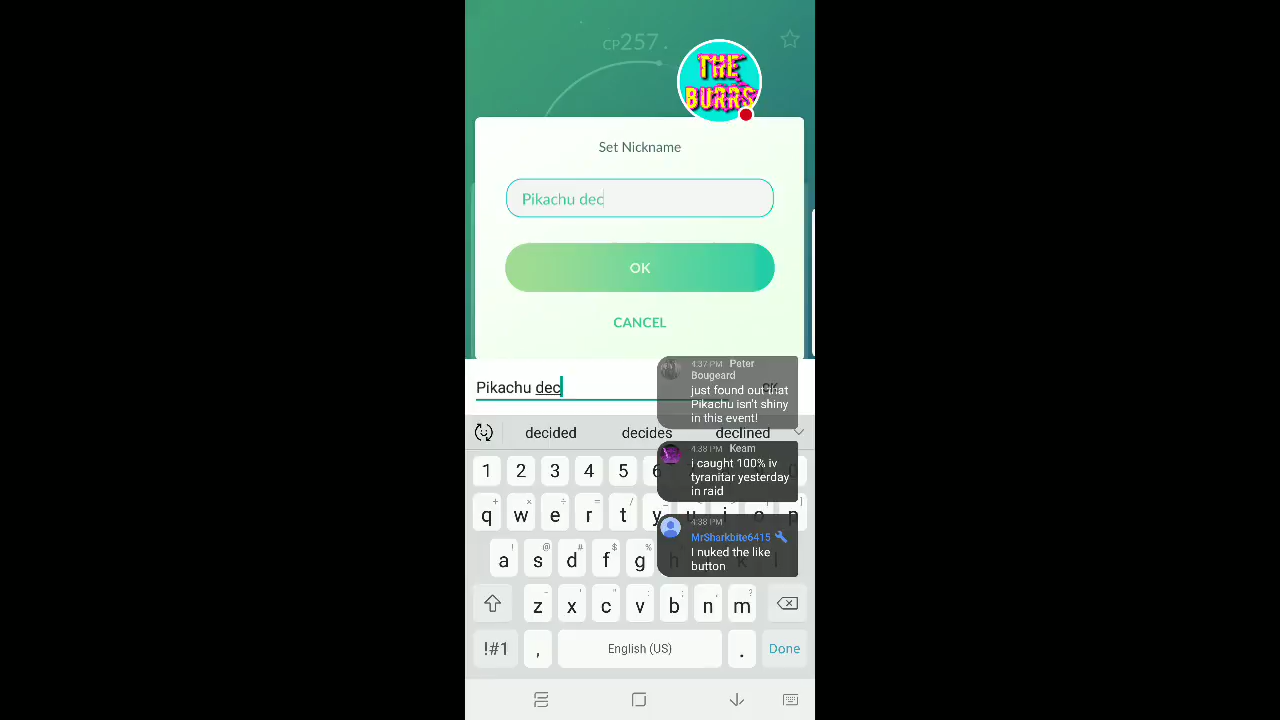 CP257
THE
BURRS
Set Nickname
Pikachu dec
OK
CANCEL
Pikachu dec
4:37 PM Peter
Bougeard
just found out that
Pikachu isn't shiny
in this event!
OK
decided decides declined
4:38 PM Keam
i caught 100% iv
tyranitar yesterday
in raid
4:38 PM
MrSharkbite6415
I nuked the like
button
1 2 3 4 5 6
q w e r t y u i o p
a s d f g h k l
z x c v b n m
!#1 , English (US) . Done